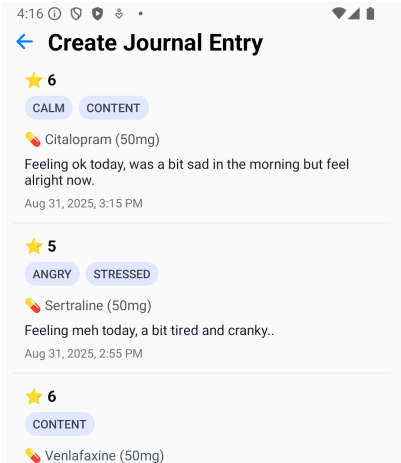 4:16
Create Journal Entry
6
CALM CONTENT
Citalopram (50mg)
Feeling ok today, was a bit sad in the morning but feel
alright now.
Aug 31, 2025, 3:15 PM
5
ANGRY STRESSED
Sertraline (50mg)
Feeling meh today, a bit tired and cranky..
Aug 31, 2025, 2:55 PM
6
CONTENT
Venlafaxine (50mg)